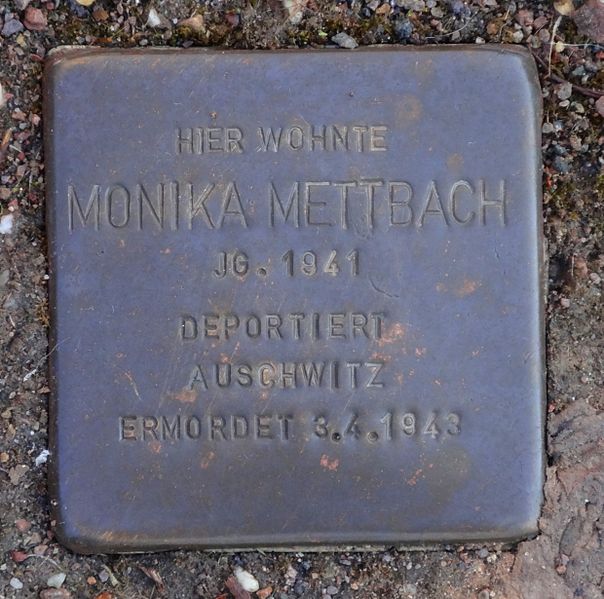 HIER WOHNTE
MONIKA METTBACH
JG. 1941
DEPORTIERT
AUSCHWITZ
ERMORDET 3.4.1943